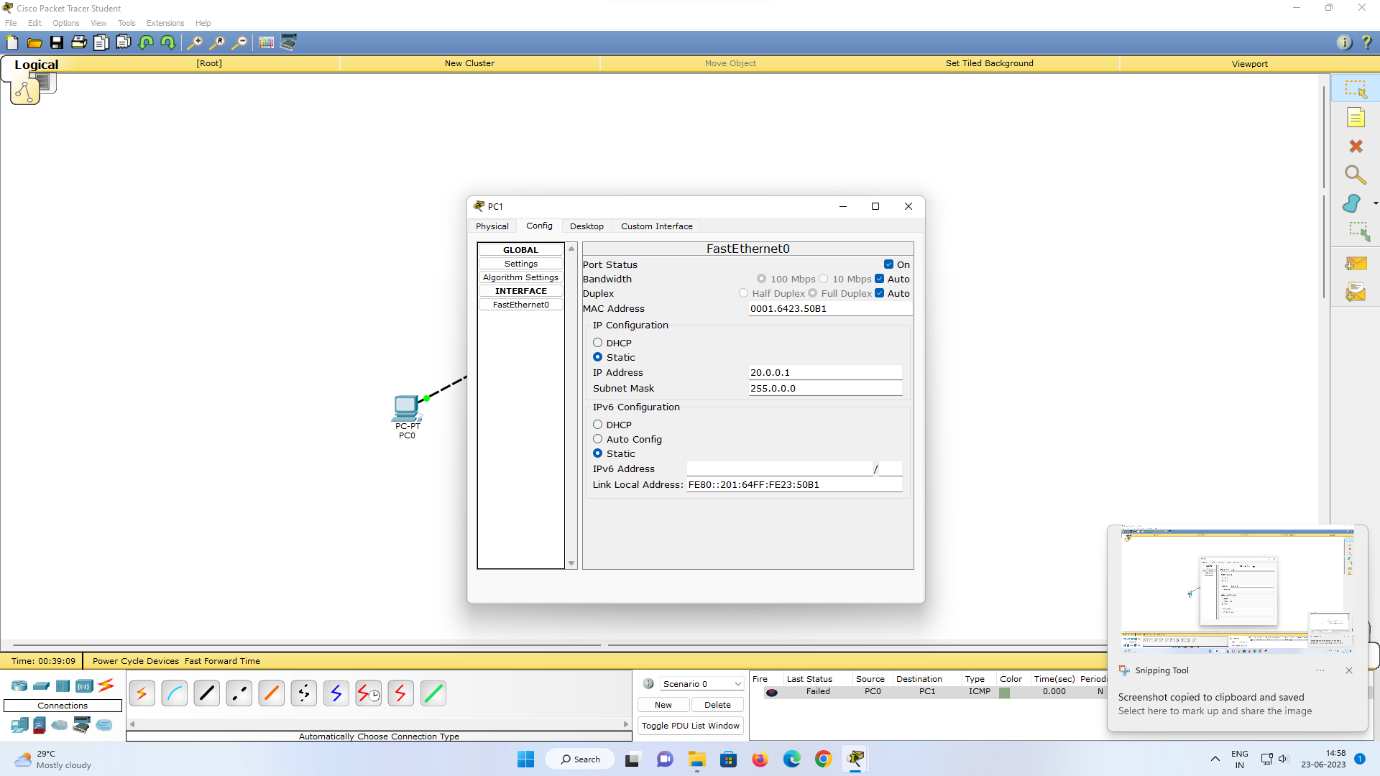 Cisco Packet Tracer Student
File Edit Options View Tools Extensions Help
Logical [Root] New Cluster Move Object Set Tiled Background Viewport
PC1
Physical Config Desktop Custom Interface
GLOBAL
Settings
Algorithm Settings
INTERFACE
FastEthernet0
FastEthernet0
Port Status On
Bandwidth 100 Mbps 10 Mbps Auto
Duplex Half Duplex Full Duplex Auto
MAC Address 0001.6423.50B1
IP Configuration
DHCP
Static
IP Address 20.0.0.1
Subnet Mask 255.0.0.0
IPv6 Configuration
DHCP
Auto Config
Static
IPv6 Address /
Link Local Address: FE80::201:64FF:FE23:50B1
PC-PT
PC0
Snipping Tool
Screenshot copied to clipboard and saved
Select here to mark up and share the image
Time: 00:39:09 Power Cycle Devices Fast Forward Time
Connections
Automatically Choose Connection Type
Scenario 0
New Delete
Toggle PDU List Window
Fire Last Status Source Destination Type Color Time(sec) Periodi
Failed PC0 PC1 ICMP 0.000 N
29°C
Mostly cloudy
Search
ENG
IN
14:58
23-06-2023
1